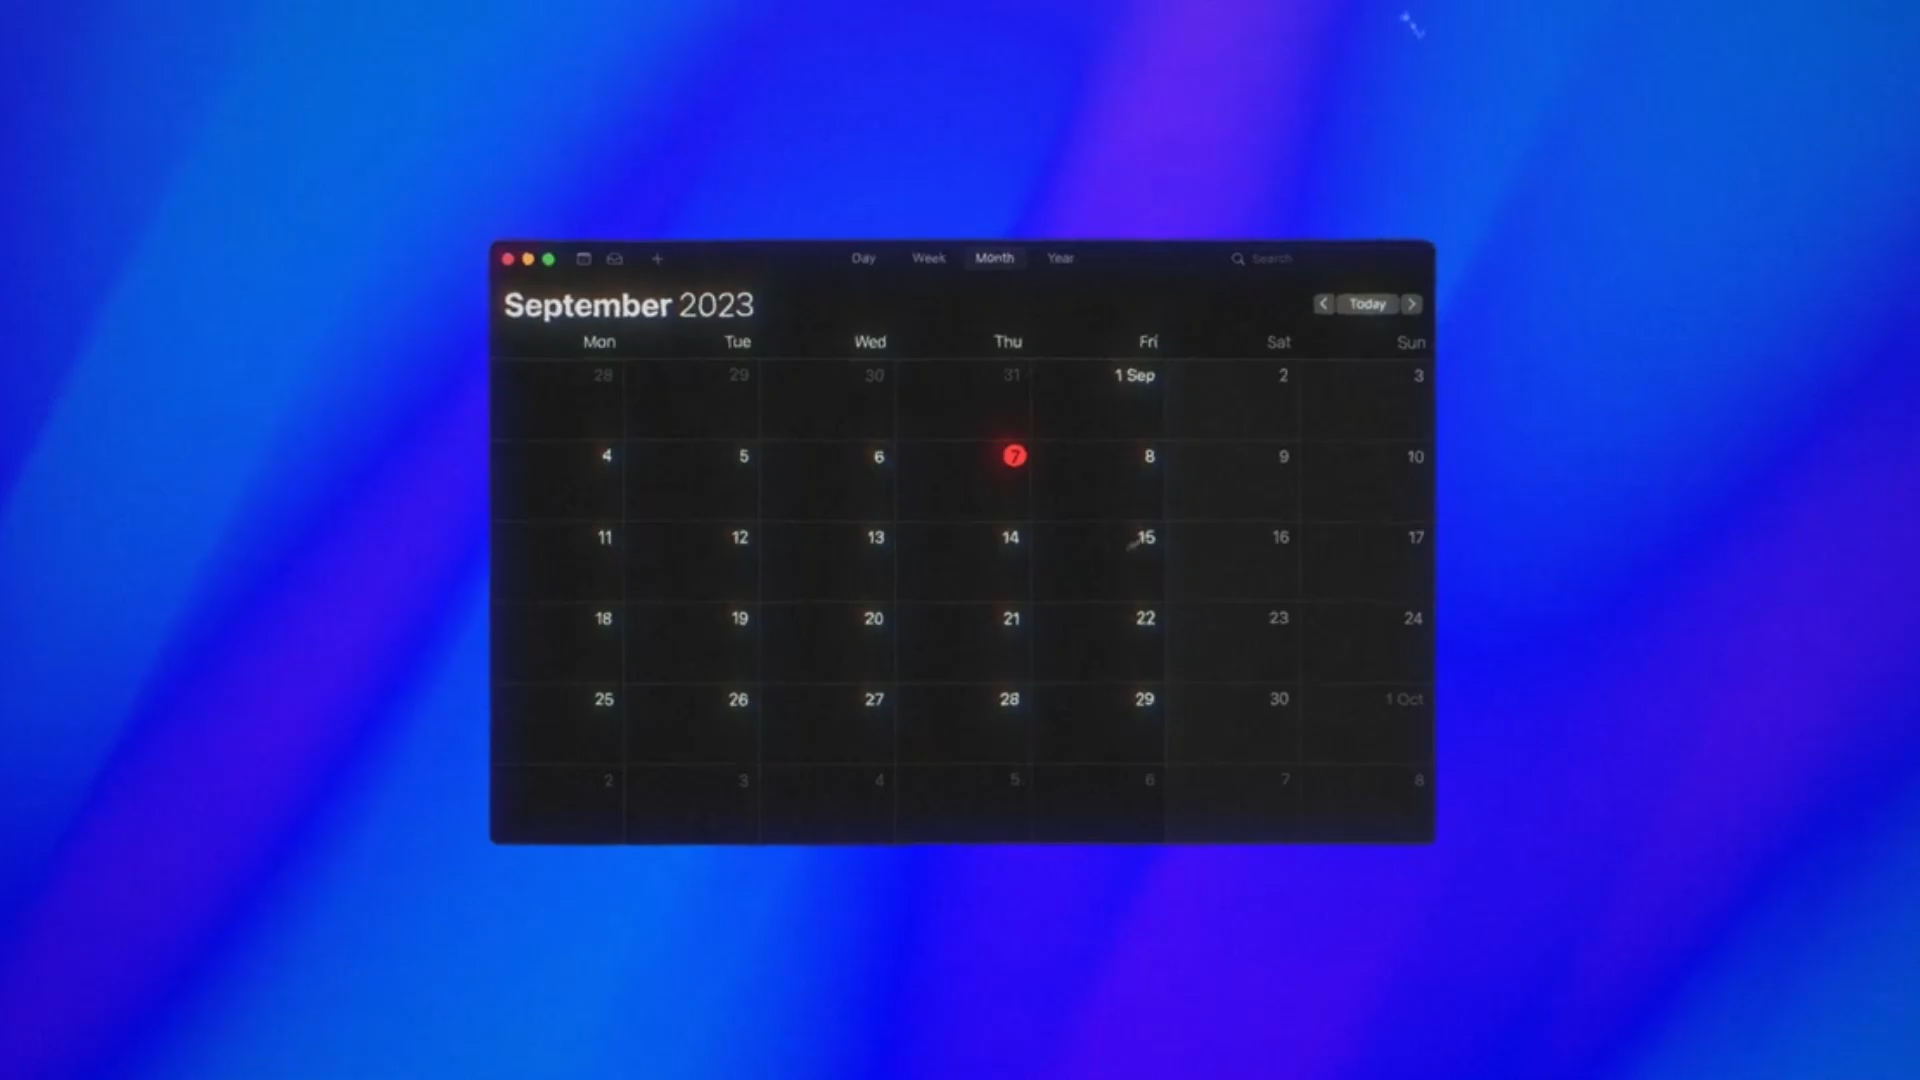 Day Week Month Year Search
September 2023
Today
Mon Tue Wed Thu Fri Sat Sun
28 29 30 31 1 Sep 2 3
4 5 6 7 8 9 10
11 12 13 14 15 16 17
18 19 20 21 22 23 24
25 26 27 28 29 30 1 Oct
2 3 4 5 6 7 8